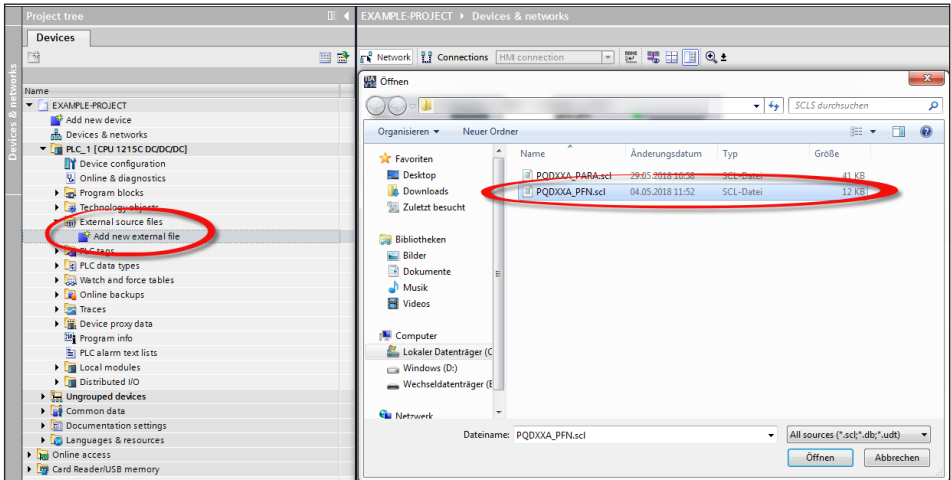 Project tree
EXAMPLE-PROJECT ▸ Devices & networks
Devices
Devices & networks
Network
Connections
HMI connection
Name
EXAMPLE-PROJECT
Add new device
Devices & networks
PLC_1 [CPU 1215C DC/DC/DC]
Device configuration
Online & diagnostics
Program blocks
Technology objects
External source files
Add new external file
PLC tags
PLC data types
Watch and force tables
Online backups
Traces
Device proxy data
Program info
PLC alarm text lists
Local modules
Distributed I/O
Ungrouped devices
Common data
Documentation settings
Languages & resources
Online access
Card Reader/USB memory
Öffnen
SCLS durchsuchen
Organisieren
Neuer Ordner
Favoriten
Desktop
Downloads
Zuletzt besucht
Bibliotheken
Bilder
Dokumente
Musik
Videos
Computer
Lokaler Datenträger (C
Windows (D:)
Wechseldatenträger (E
Netzwerk
Name Änderungsdatum Typ Größe
PQDXXA_PARA.scl 29.05.2018 16:58 SCL-Datei 41 KB
PQDXXA_PFN.scl 04.05.2018 11:52 SCL-Datei 12 KB
Dateiname: PQDXXA_PFN.scl
All sources (*.scl;*.db;*.udt)
Öffnen
Abbrechen